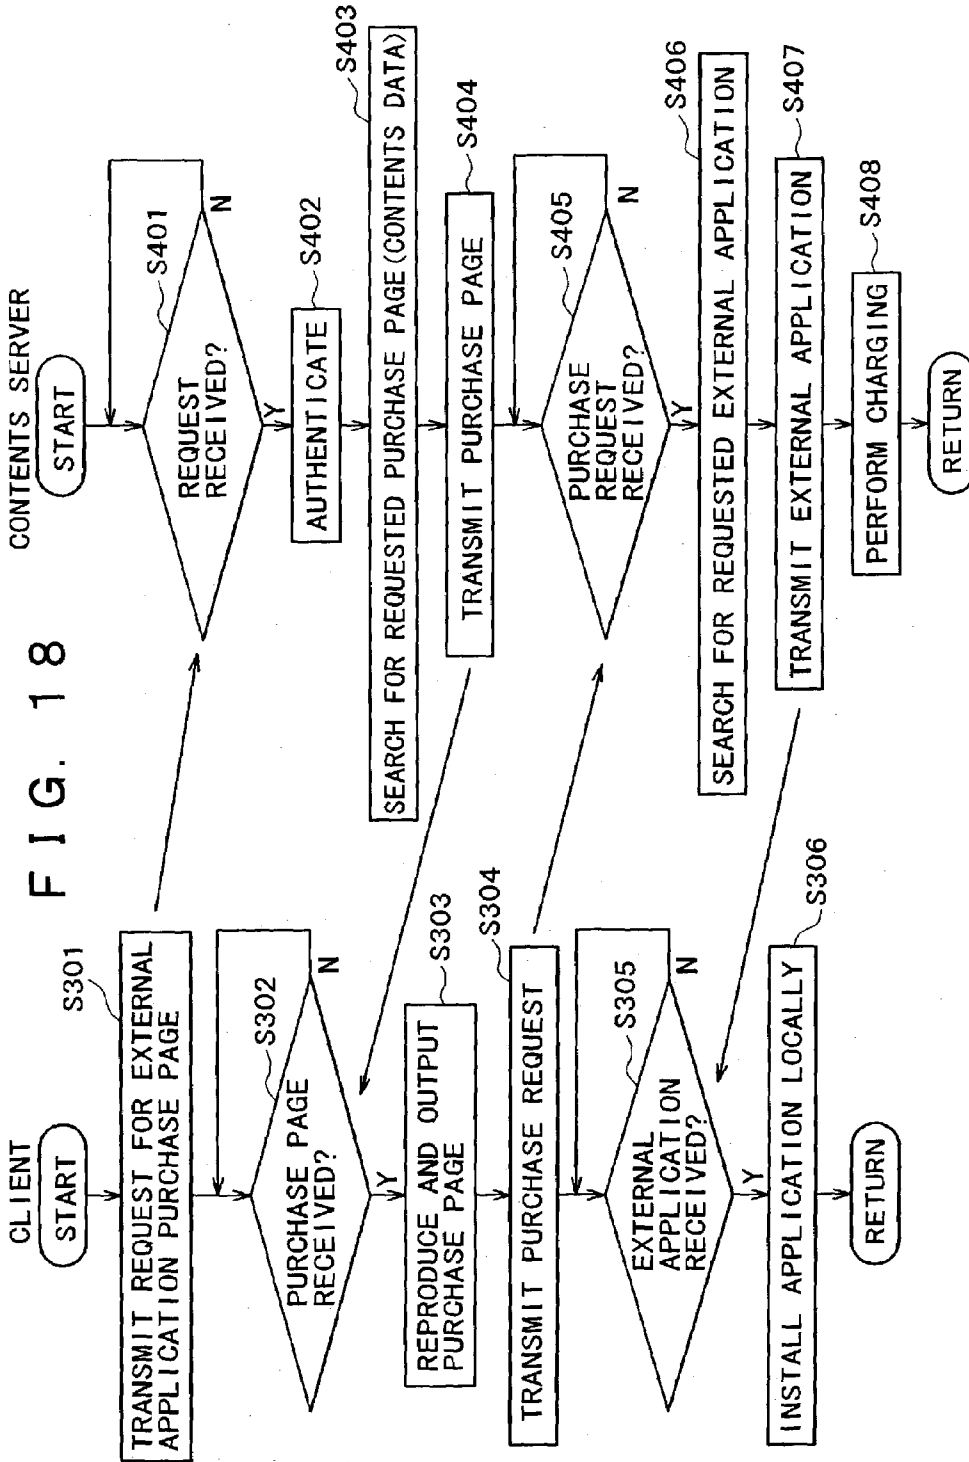 FIG. 18
CLIENT
START
TRANSMIT REQUEST FOR EXTERNAL
APPLICATION PURCHASE PAGE
S301
PURCHASE PAGE
RECEIVED?
S302
N
Y
REPRODUCE AND OUTPUT
PURCHASE PAGE
S303
TRANSMIT PURCHASE REQUEST
S304
EXTERNAL
APPLICATION
RECEIVED?
S305
N
Y
INSTALL APPLICATION LOCALLY
S306
RETURN
CONTENTS SERVER
START
REQUEST
RECEIVED?
S401
N
Y
AUTHENTICATE
S402
SEARCH FOR REQUESTED PURCHASE PAGE(CONTENTS DATA)
S403
TRANSMIT PURCHASE PAGE
S404
PURCHASE
REQUEST
RECEIVED?
S405
N
Y
SEARCH FOR REQUESTED EXTERNAL APPLICATION
S406
TRANSMIT EXTERNAL APPLICATION
S407
PERFORM CHARGING
S408
RETURN